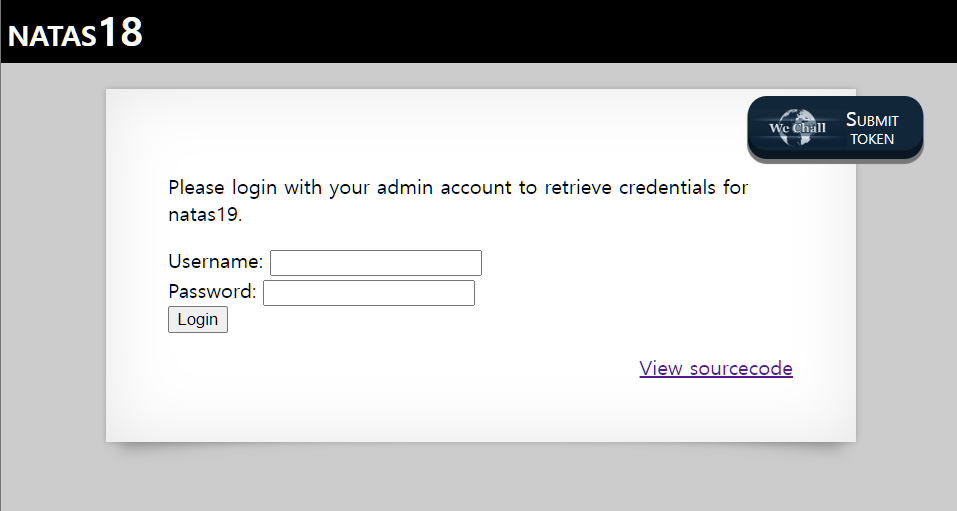 NATAS18
We Chall
SUBMIT
TOKEN
Please login with your admin account to retrieve credentials for
natas19.
Username:
Password:
Login
View sourcecode